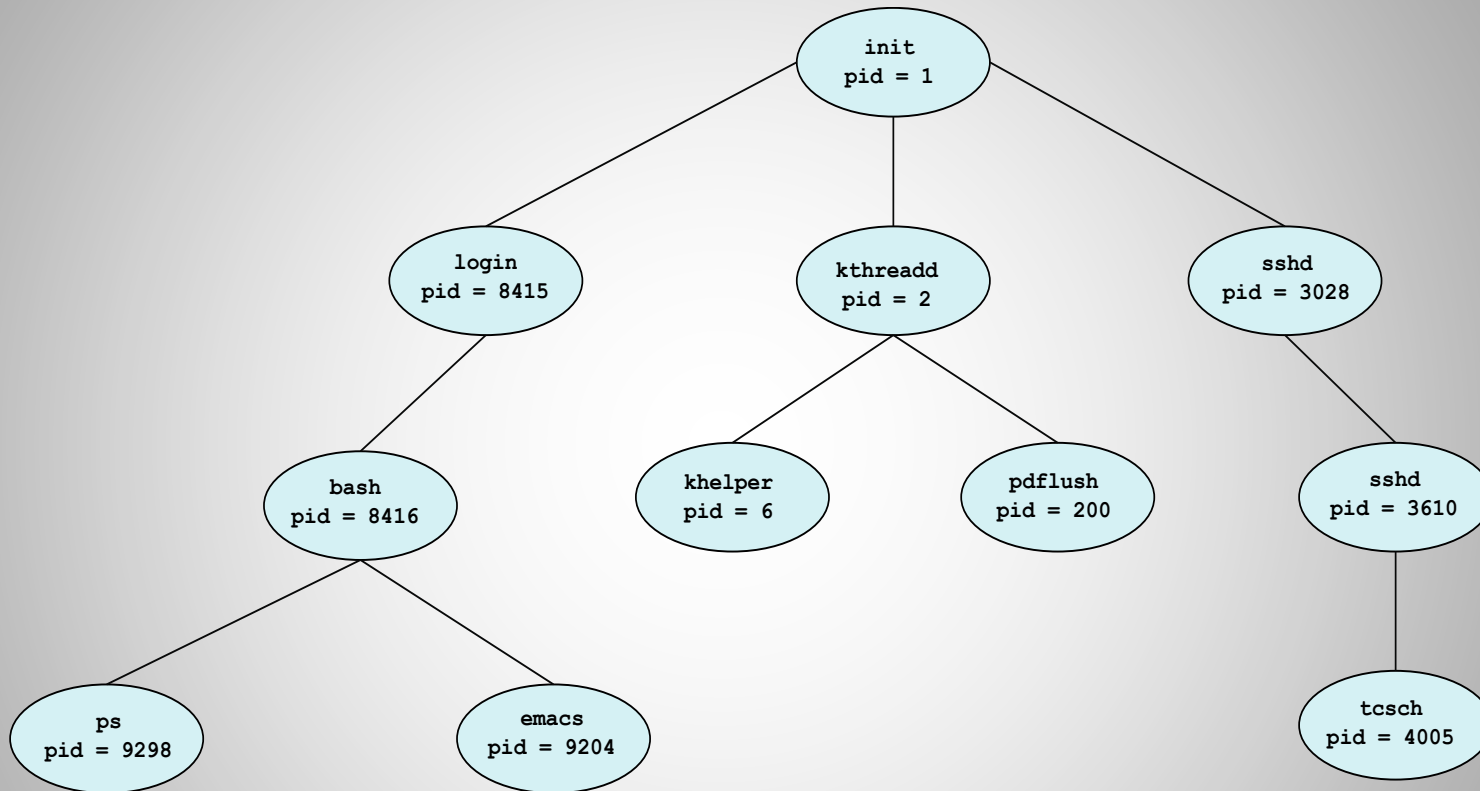 init
pid = 1
login
pid = 8415
kthreadd
pid = 2
sshd
pid = 3028
bash
pid = 8416
khelper
pid = 6
pdflush
pid = 200
sshd
pid = 3610
ps
pid = 9298
emacs
pid = 9204
tcsch
pid = 4005